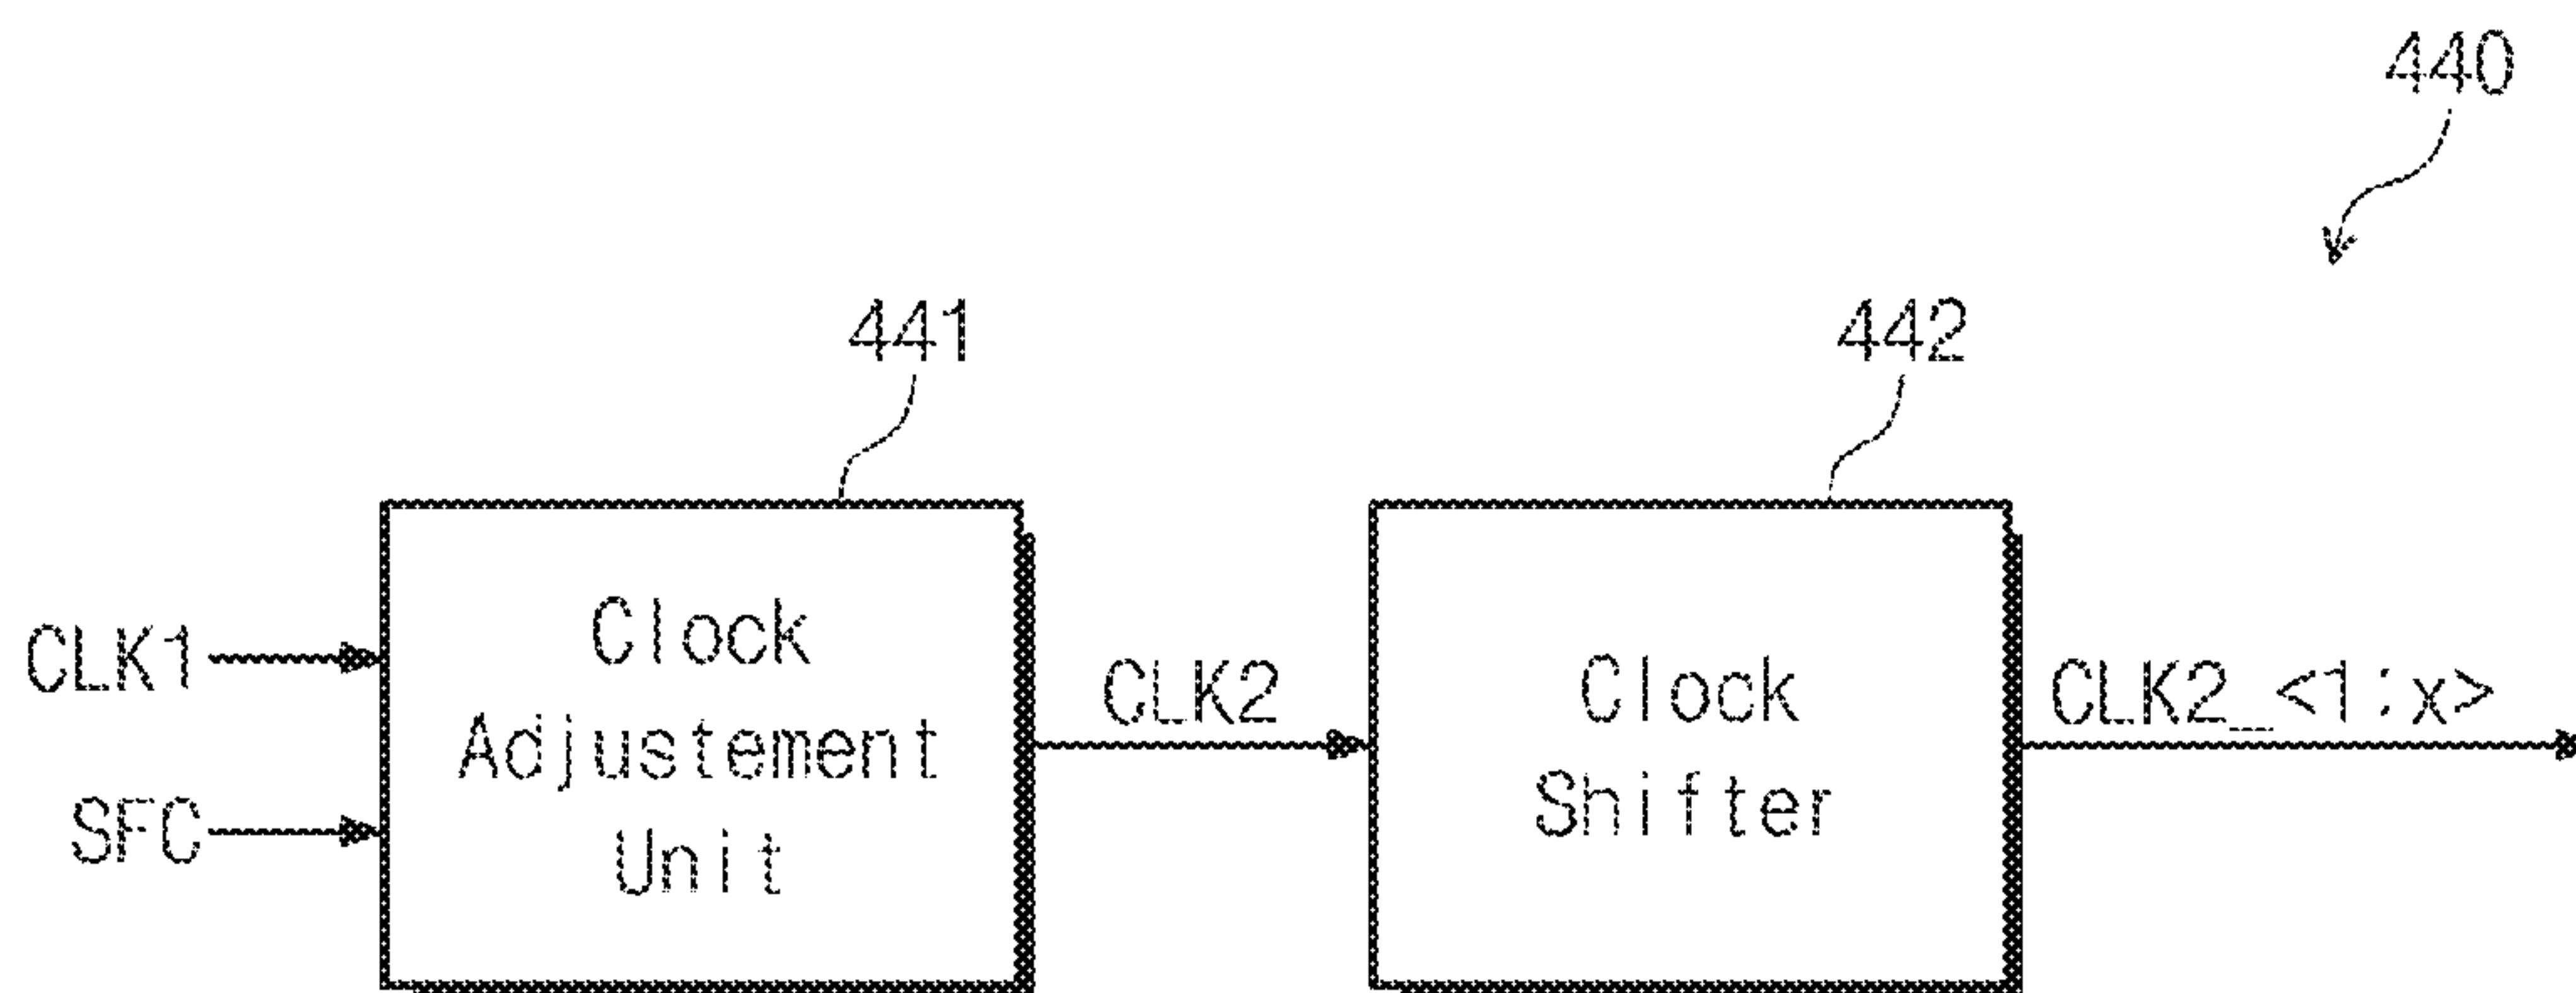 440
441
442
CLK1
SFC
Clock
Adjustement
Unit
CLK2
Clock
Shifter
CLK2_<1:x>